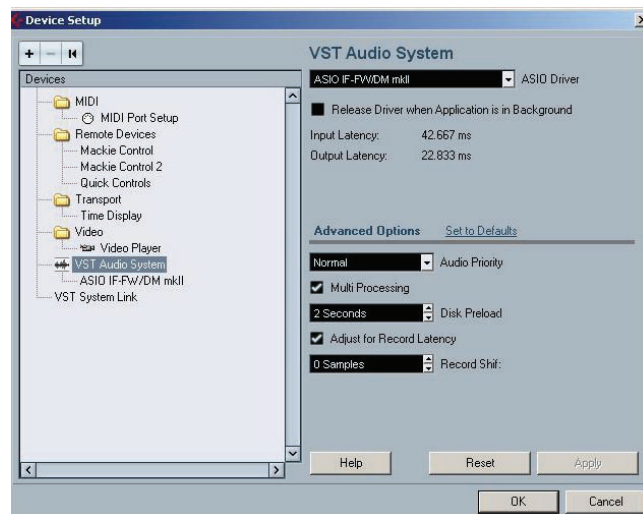 Device Setup
Devices
MIDI
MIDI Port Setup
Remote Devices
Mackie Control
Mackie Control 2
Quick Controls
Transport
Time Display
Video
Video Player
VST Audio System
ASIO IF-FW/DM mkII
VST System Link
VST Audio System
ASIO IF-FW/DM mkII ASIO Driver
Release Driver when Application is in Background
Input Latency: 42.667 ms
Output Latency: 22.833 ms
Advanced Options Set to Defaults
Normal Audio Priority
Multi Processing
2 Seconds Disk Preload
Adjust for Record Latency
0 Samples Record Shif:
Help Reset Apply
OK Cancel